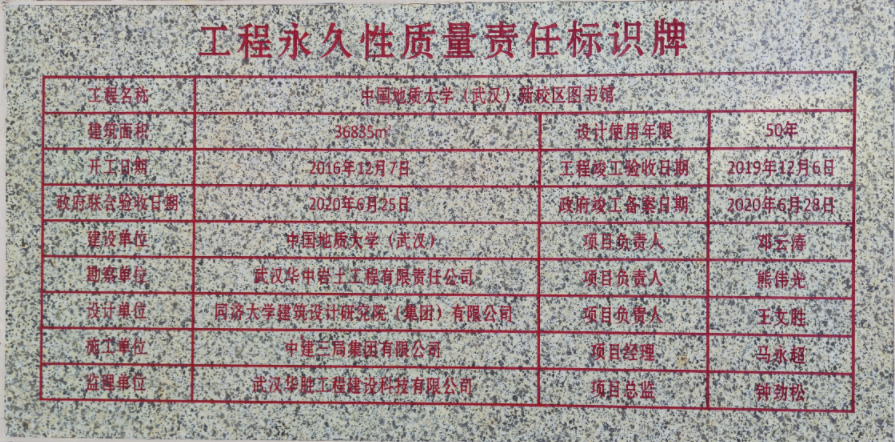 工程永久性质量责任标识牌
工程名称 中国地质大学（武汉）新校区图书馆
建筑面积 36835㎡ 设计使用年限 50年
开工日期 2016年12月7日 工程竣工验收日期 2019年12月6日
政府联合验收日期 2020年6月25日 政府竣工备案日期 2020年6月28日
建设单位 中国地质大学（武汉） 项目负责人 邓云涛
勘察单位 武汉华中岩土工程有限责任公司 项目负责人 熊伟光
设计单位 同济大学建筑设计研究院（集团）有限公司 项目负责人 王文胜
施工单位 中建三局集团有限公司 项目经理 马永超
监理单位 武汉华胜工程建设科技有限公司 项目总监 钟劲松